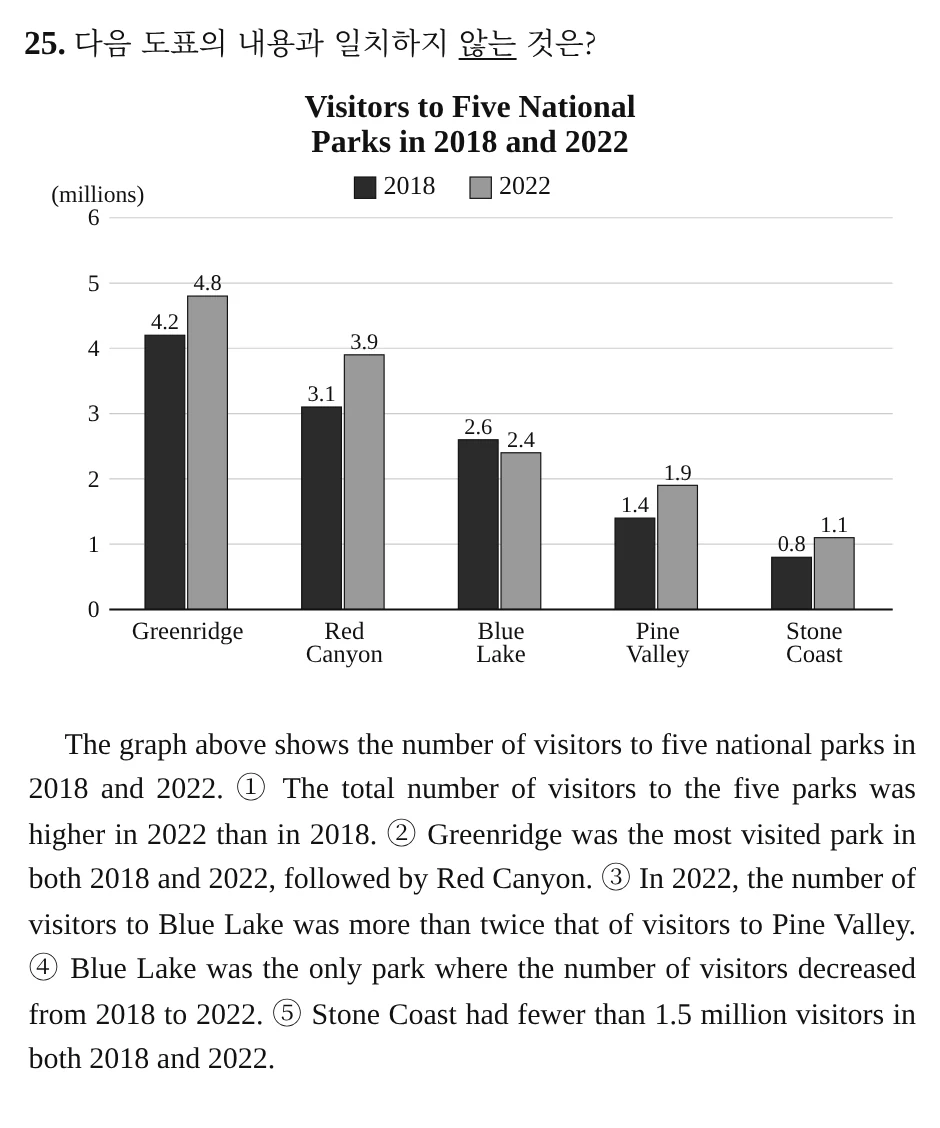 25. 다음 도표의 내용과 일치하지 않는 것은?
Visitors to Five National
Parks in 2018 and 2022
2018 2022
(millions)
6
5
4
3
2
1
0
4.2 4.8
3.1 3.9
2.6 2.4
1.4 1.9
0.8 1.1
Greenridge
Red
Canyon
Blue
Lake
Pine
Valley
Stone
Coast
The graph above shows the number of visitors to five national parks in
2018 and 2022. ① The total number of visitors to the five parks was
higher in 2022 than in 2018. ② Greenridge was the most visited park in
both 2018 and 2022, followed by Red Canyon. ③ In 2022, the number of
visitors to Blue Lake was more than twice that of visitors to Pine Valley.
④ Blue Lake was the only park where the number of visitors decreased
from 2018 to 2022. ⑤ Stone Coast had fewer than 1.5 million visitors in
both 2018 and 2022.